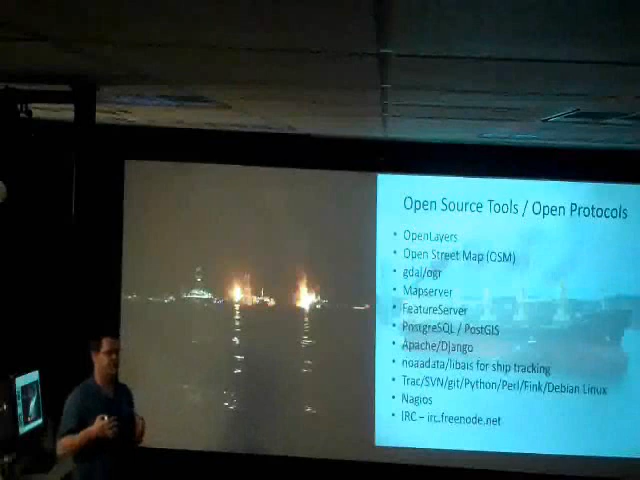 Open Source Tools / Open Protocols
• OpenLayers
• Open Street Map (OSM)
• gdal/ogr
• Mapserver
• FeatureServer
• PostgreSQL / PostGIS
• Apache/Django
• noaadata/libais for ship tracking
• Trac/SVN/git/Python/Perl/Fink/Debian Linux
• Nagios
• IRC – irc.freenode.net